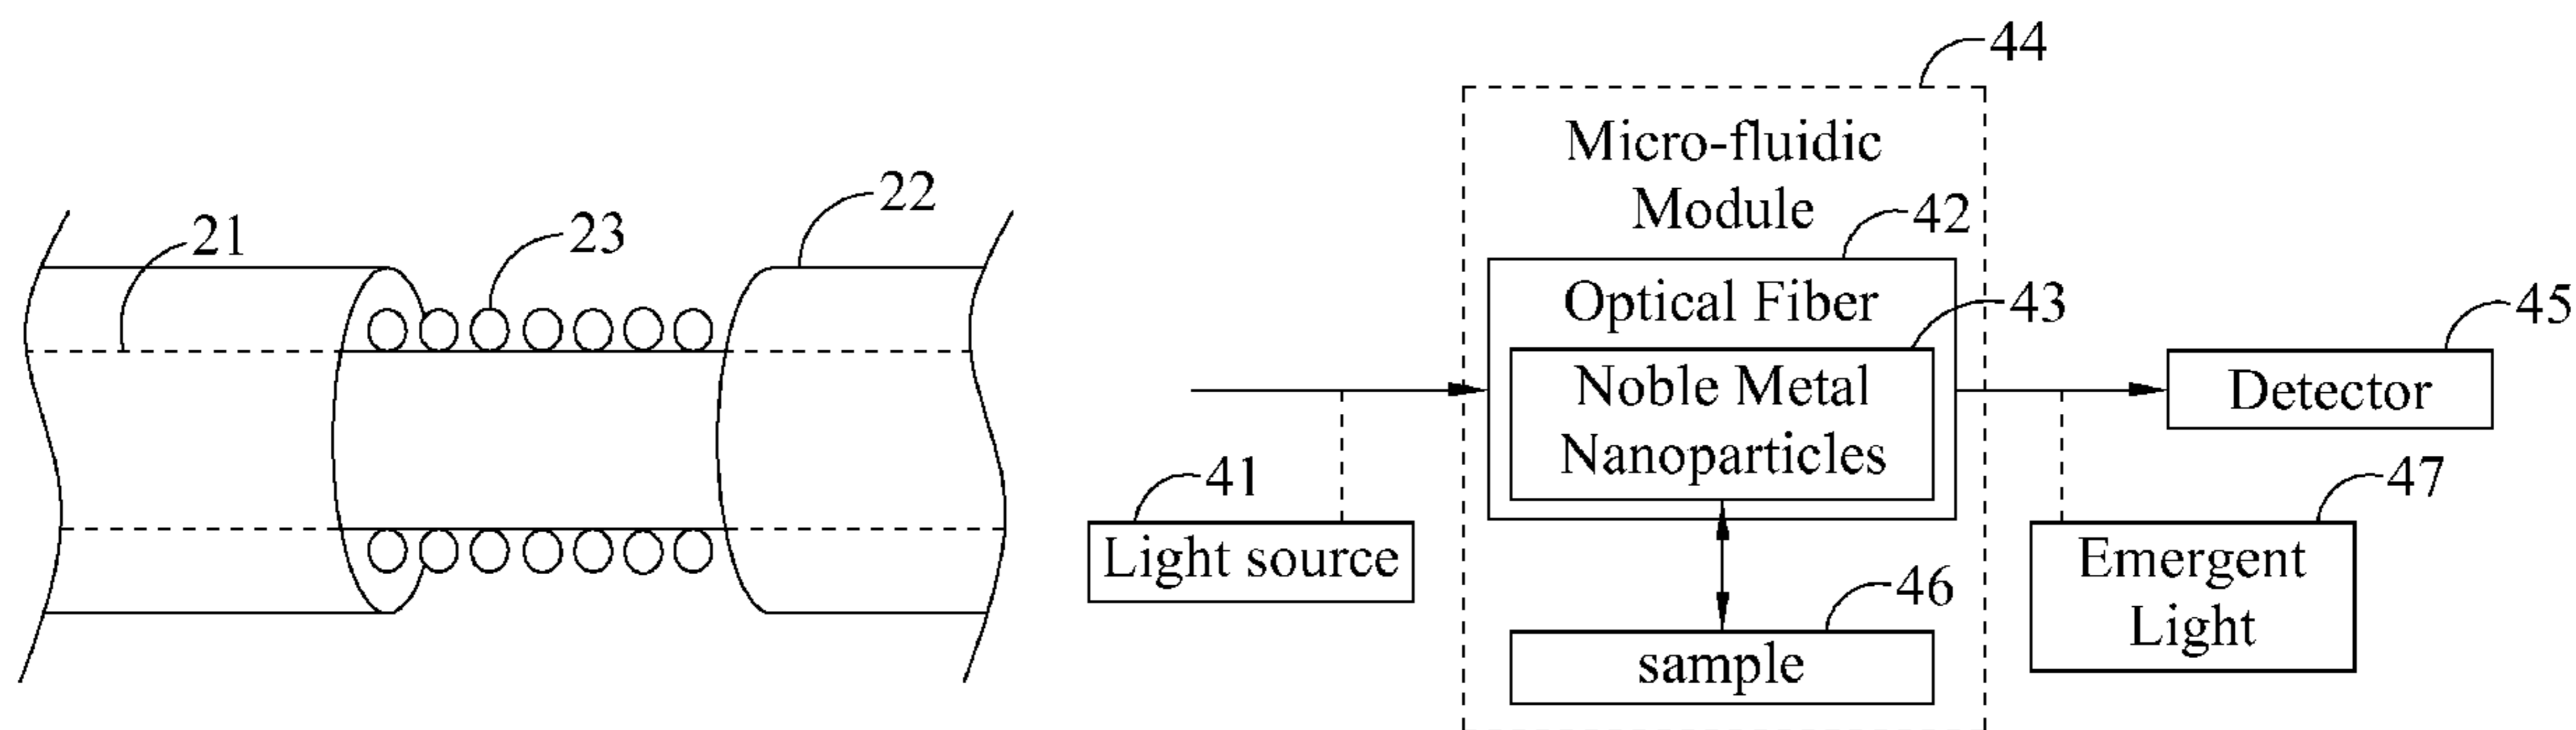 21
23
22
44
Micro-fluidic
Module
42
Optical Fiber
43
Noble Metal
Nanoparticles
45
Detector
41
Light source
46
sample
47
Emergent
Light